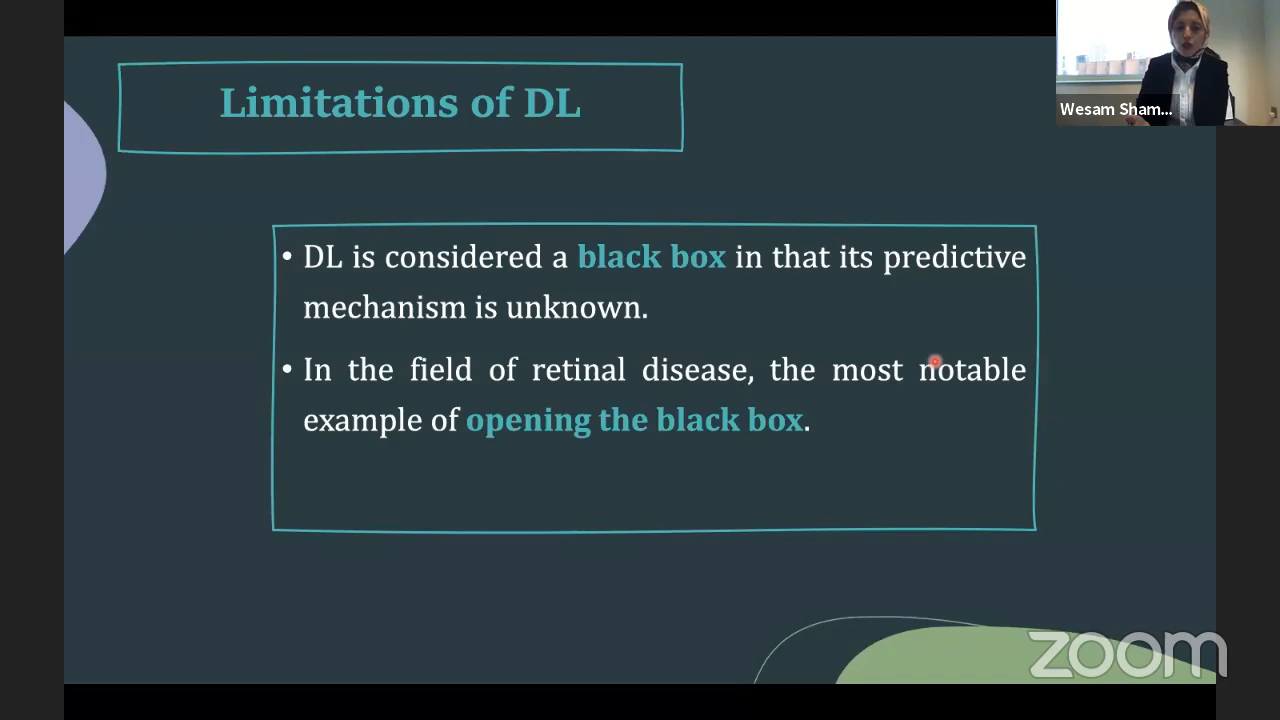 Limitations of DL
Wesam Sham...
• DL is considered a black box in that its predictive
mechanism is unknown.
• In the field of retinal disease, the most notable
example of opening the black box.
zoom